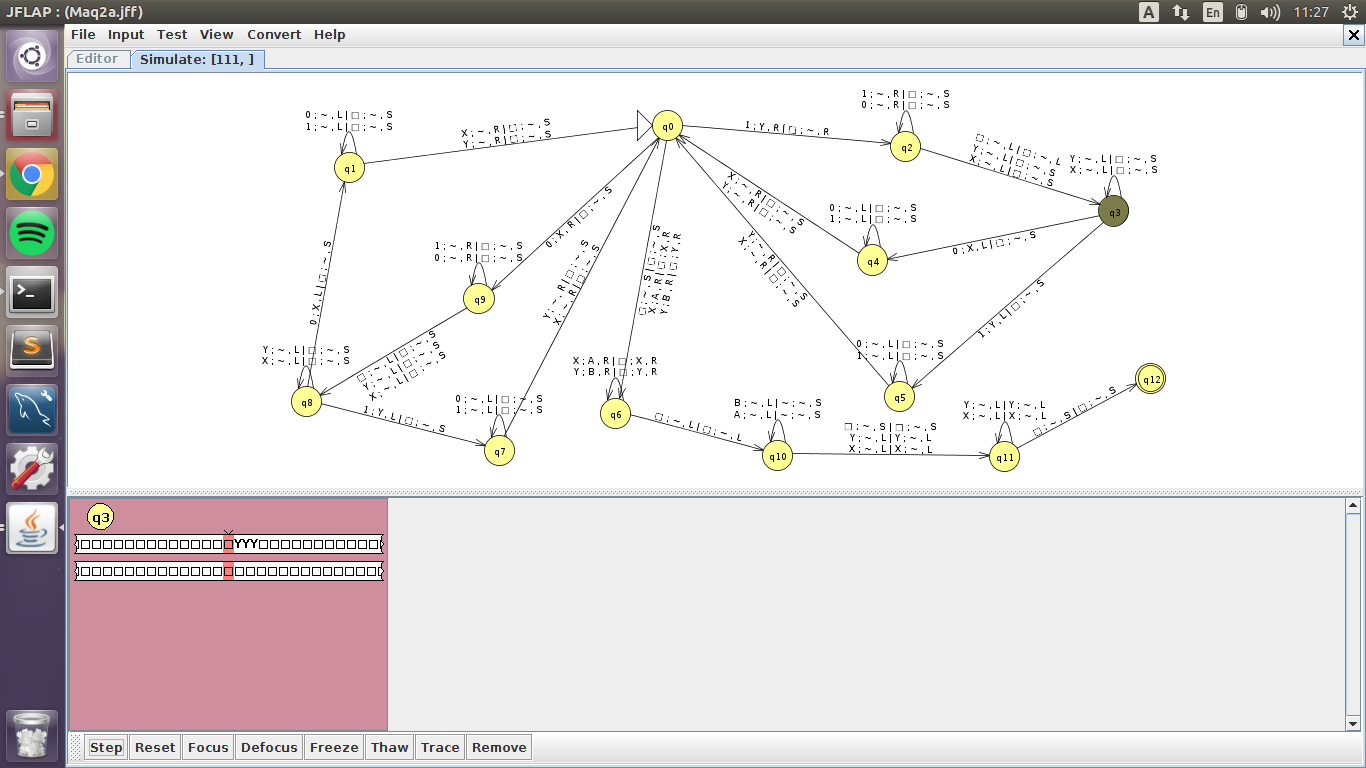 JFLAP : (Maq2a.jff)
A
En
11:27
File Input Test View Convert Help
Editor
Simulate: [111, ]
0;~,L|□;~,S
1;~,L|□;~,S
q1
X;~,R|□;~,S
Y;~,R|□;~,S
q0
1;Y,R|□;~,R
1;~,R|□;~,S
0;~,R|□;~,S
q2
□;~,L|□;~,L
Y;~,L|□;~,S
X;~,L|□;~,S
Y;~,L|□;~,S
X;~,L|□;~,S
q3
0;X,R|□;~,S
X;~,R|□;~,S
Y;~,R|□;~,S
0;~,L|□;~,S
1;~,L|□;~,S
q4
0;X,L|□;~,S
1;~,R|□;~,S
0;~,R|□;~,S
q9
Y;~,R|□;~,S
X;~,R|□;~,S
□;~,S|□;~,S
X;A,R|□;X,R
Y;B,R|□;Y,R
Y;~,R|□;~,S
X;~,R|□;~,S
0;X,L|□;~,S
1;Y,L|□;~,S
Y;~,L|□;~,S
X;~,L|□;~,S
q8
□;~,L|□;~,S
Y;~,L|□;~,S
X;~,L|□;~,S
1;Y,L|□;~,S
0;~,L|□;~,S
1;~,L|□;~,S
q7
X;A,R|□;X,R
Y;B,R|□;Y,R
q6
□;~,L|□;~,L
B;~,L|~;~,S
A;~,L|~;~,S
q10
0;~,L|□;~,S
1;~,L|□;~,S
q5
□;~,S|□;~,S
Y;~,L|Y;~,L
X;~,L|X;~,L
Y;~,L|Y;~,L
X;~,L|X;~,L
q11
□;~,S|□;~,S
q12
q3
YYY
Step Reset Focus Defocus Freeze Thaw Trace Remove